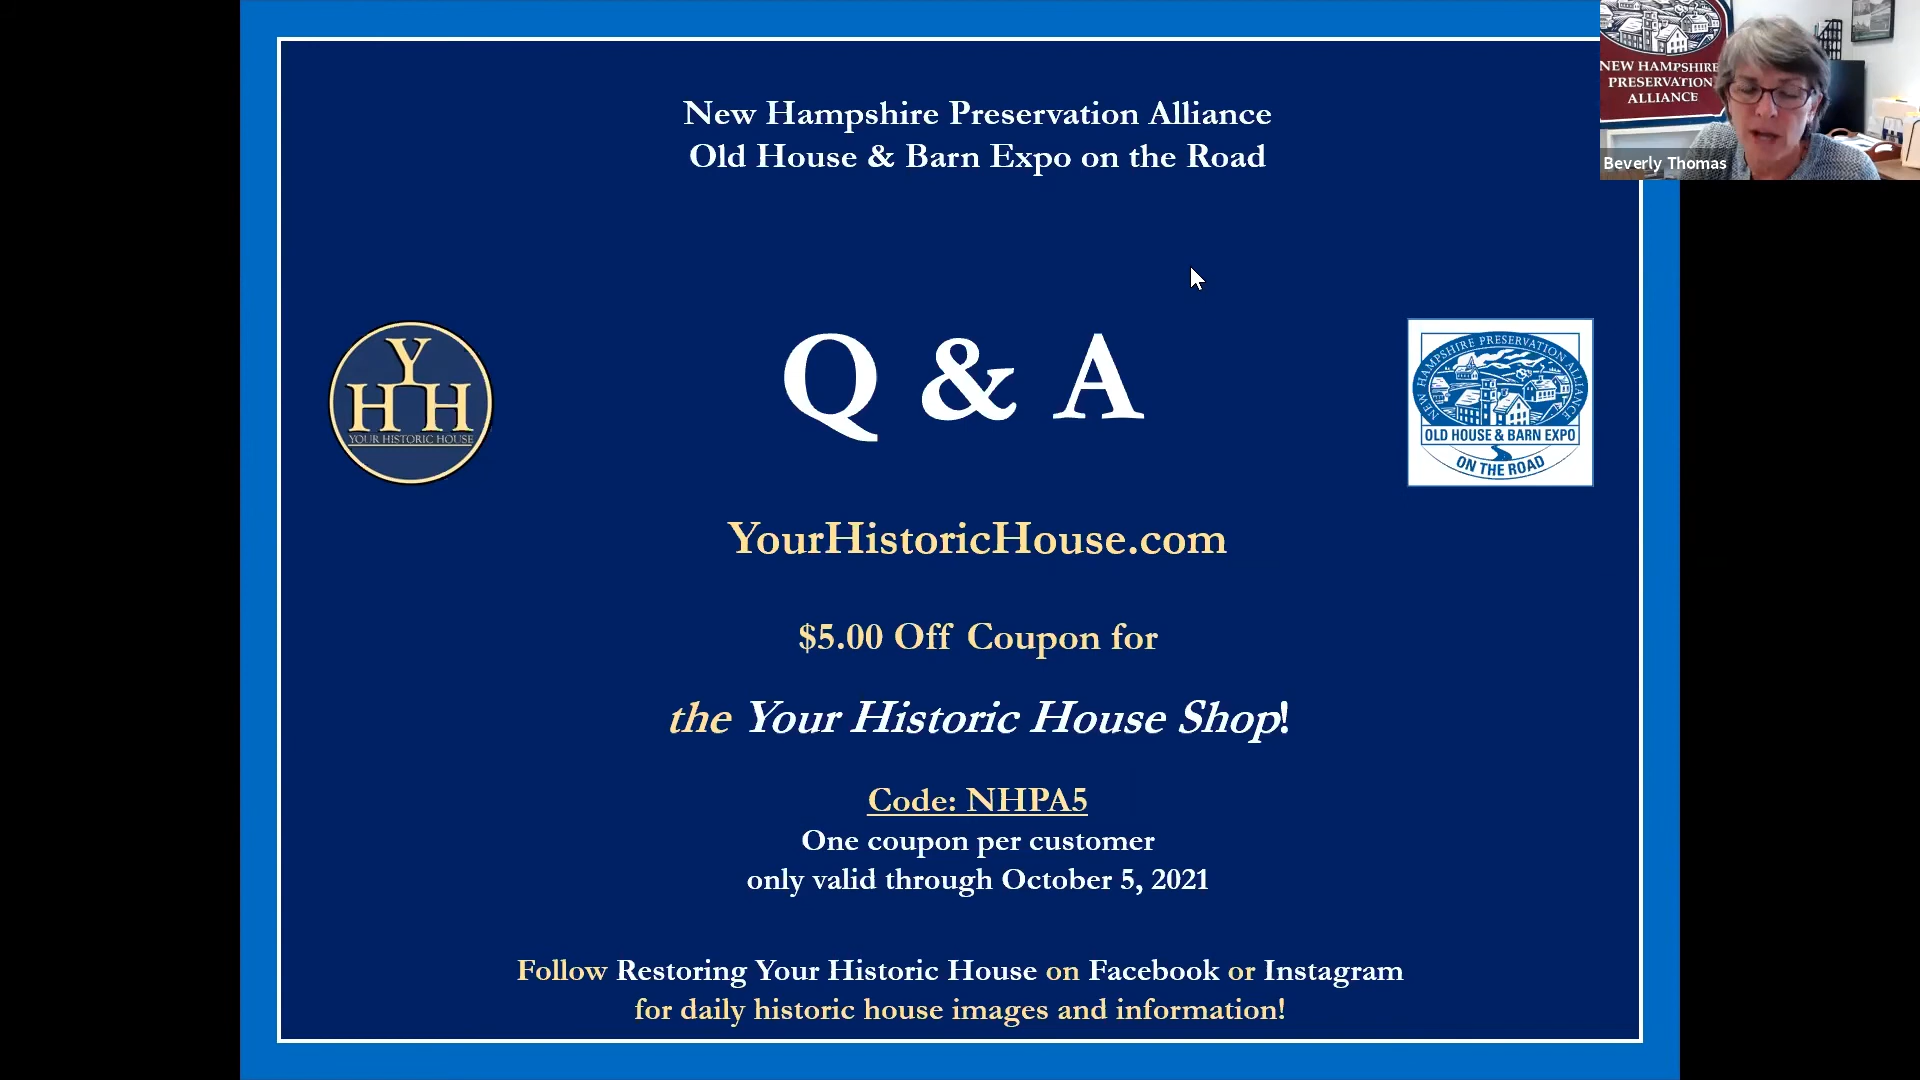 New Hampshire Preservation Alliance
Old House & Barn Expo on the Road
NEW HAMPSHIRE
PRESERVATION
ALLIANCE
Beverly Thomas
Q & A
Y
H H
YOUR HISTORIC HOUSE
NEW HAMPSHIRE PRESERVATION ALLIANCE
OLD HOUSE & BARN EXPO
ON THE ROAD
YourHistoricHouse.com
$5.00 Off Coupon for
the Your Historic House Shop!
Code: NHPA5
One coupon per customer
only valid through October 5, 2021
Follow Restoring Your Historic House on Facebook or Instagram
for daily historic house images and information!